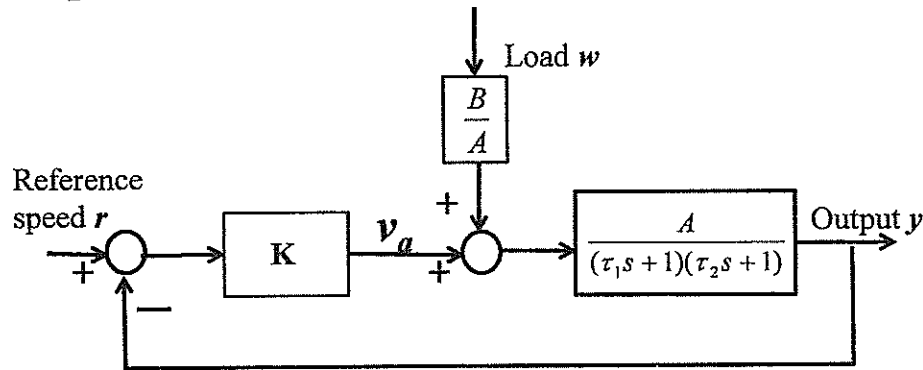 Load w
B
A
Reference
speed r
+
K
v_a
+
+
A
(τ₁s + 1)(τ₂s + 1)
Output y
−